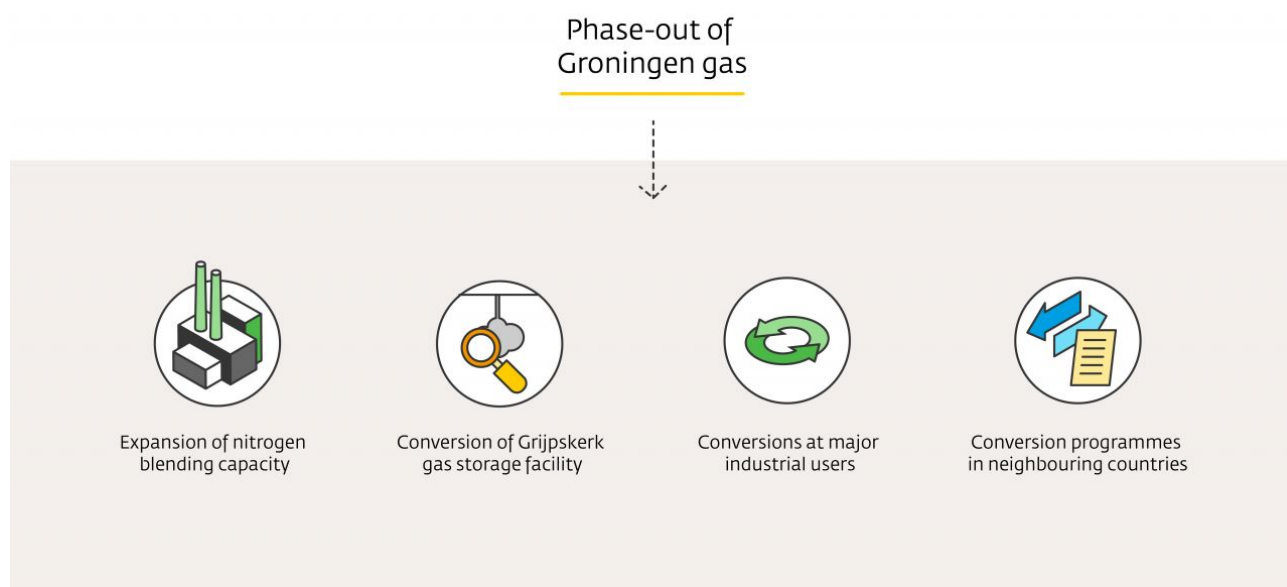 Phase-out of
Groningen gas
Expansion of nitrogen
blending capacity
Conversion of Grijpskerk
gas storage facility
Conversions at major
industrial users
Conversion programmes
in neighbouring countries